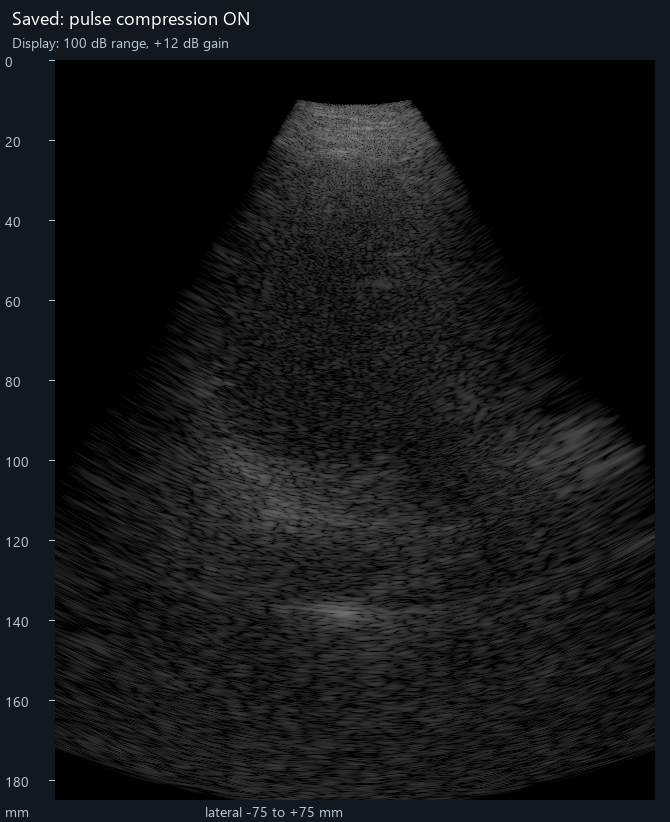 Saved: pulse compression ON
Display: 100 dB range, +12 dB gain
0
20
40
60
80
100
120
140
160
180
mm
lateral -75 to +75 mm